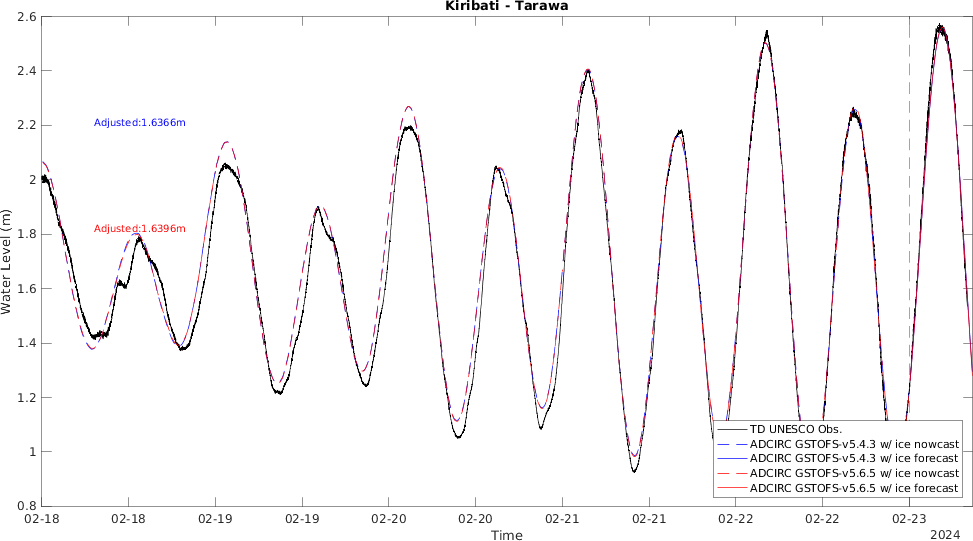 Kiribati - Tarawa
2.6
2.4
2.2
2
1.8
1.6
1.4
1.2
1
0.8
Water Level (m)
Adjusted:1.6366m
Adjusted:1.6396m
TD UNESCO Obs.
ADCIRC GSTOFS-v5.4.3 w/ ice nowcast
ADCIRC GSTOFS-v5.4.3 w/ ice forecast
ADCIRC GSTOFS-v5.6.5 w/ ice nowcast
ADCIRC GSTOFS-v5.6.5 w/ ice forecast
02-18 02-18 02-19 02-19 02-20 02-20 02-21 02-21 02-22 02-22 02-23
Time
2024